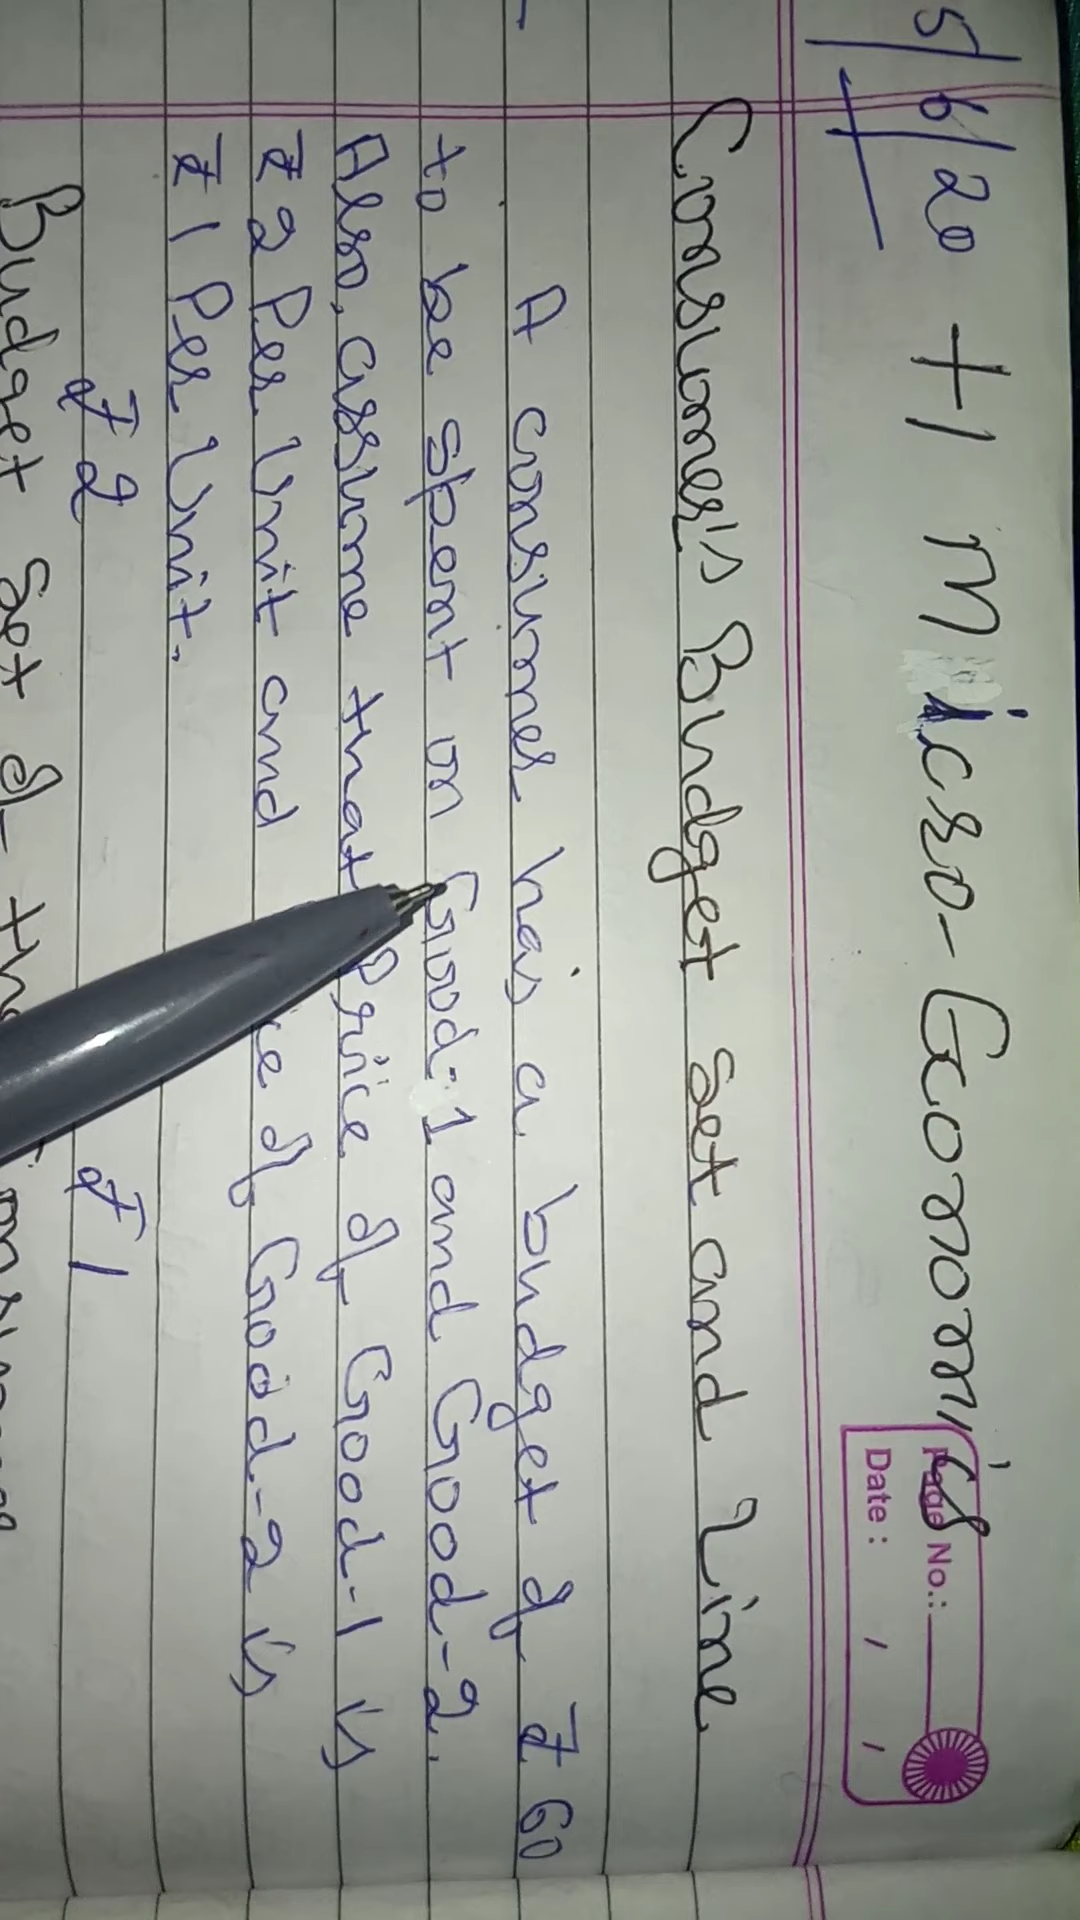 5/6/20 +1 Micro-Economics
Page No.:
Date : / /
Consumer's Budget Set and Line
A consumer has a budget of ₹ 60
to be spent on Good-1 and Good-2.
Also, assume that Price of Good-1 is
₹ 2 Per Unit and of Good-2 is
₹ 1 Per Unit.
₹ 2 ₹ 1
Budget Set of